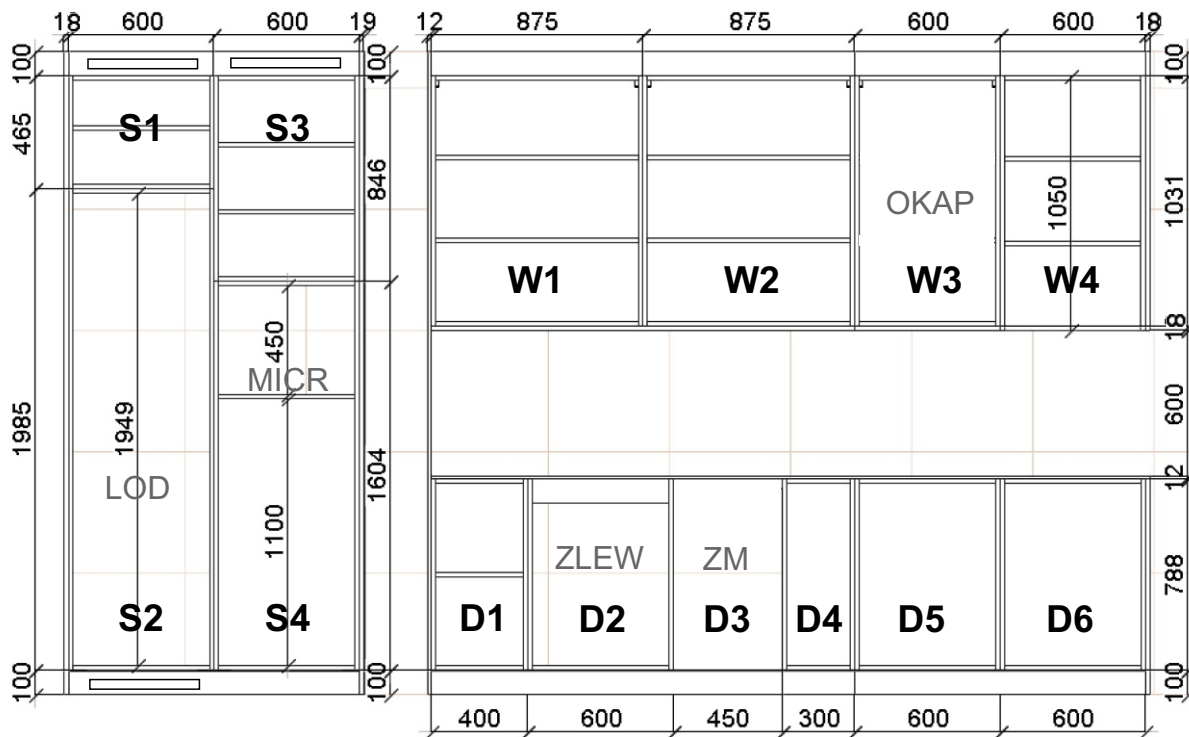 18 600 600 19 12 875 875 600 600 18
100 100 100
S1 S3
465 846 1031
OKAP 1050
W1 W2 W3 W4
450 18
MICR
1985 1949 600
LOD 1604 12
1100
ZLEW ZM 788
S2 S4 D1 D2 D3 D4 D5 D6
100 100 100
400 600 450 300 600 600